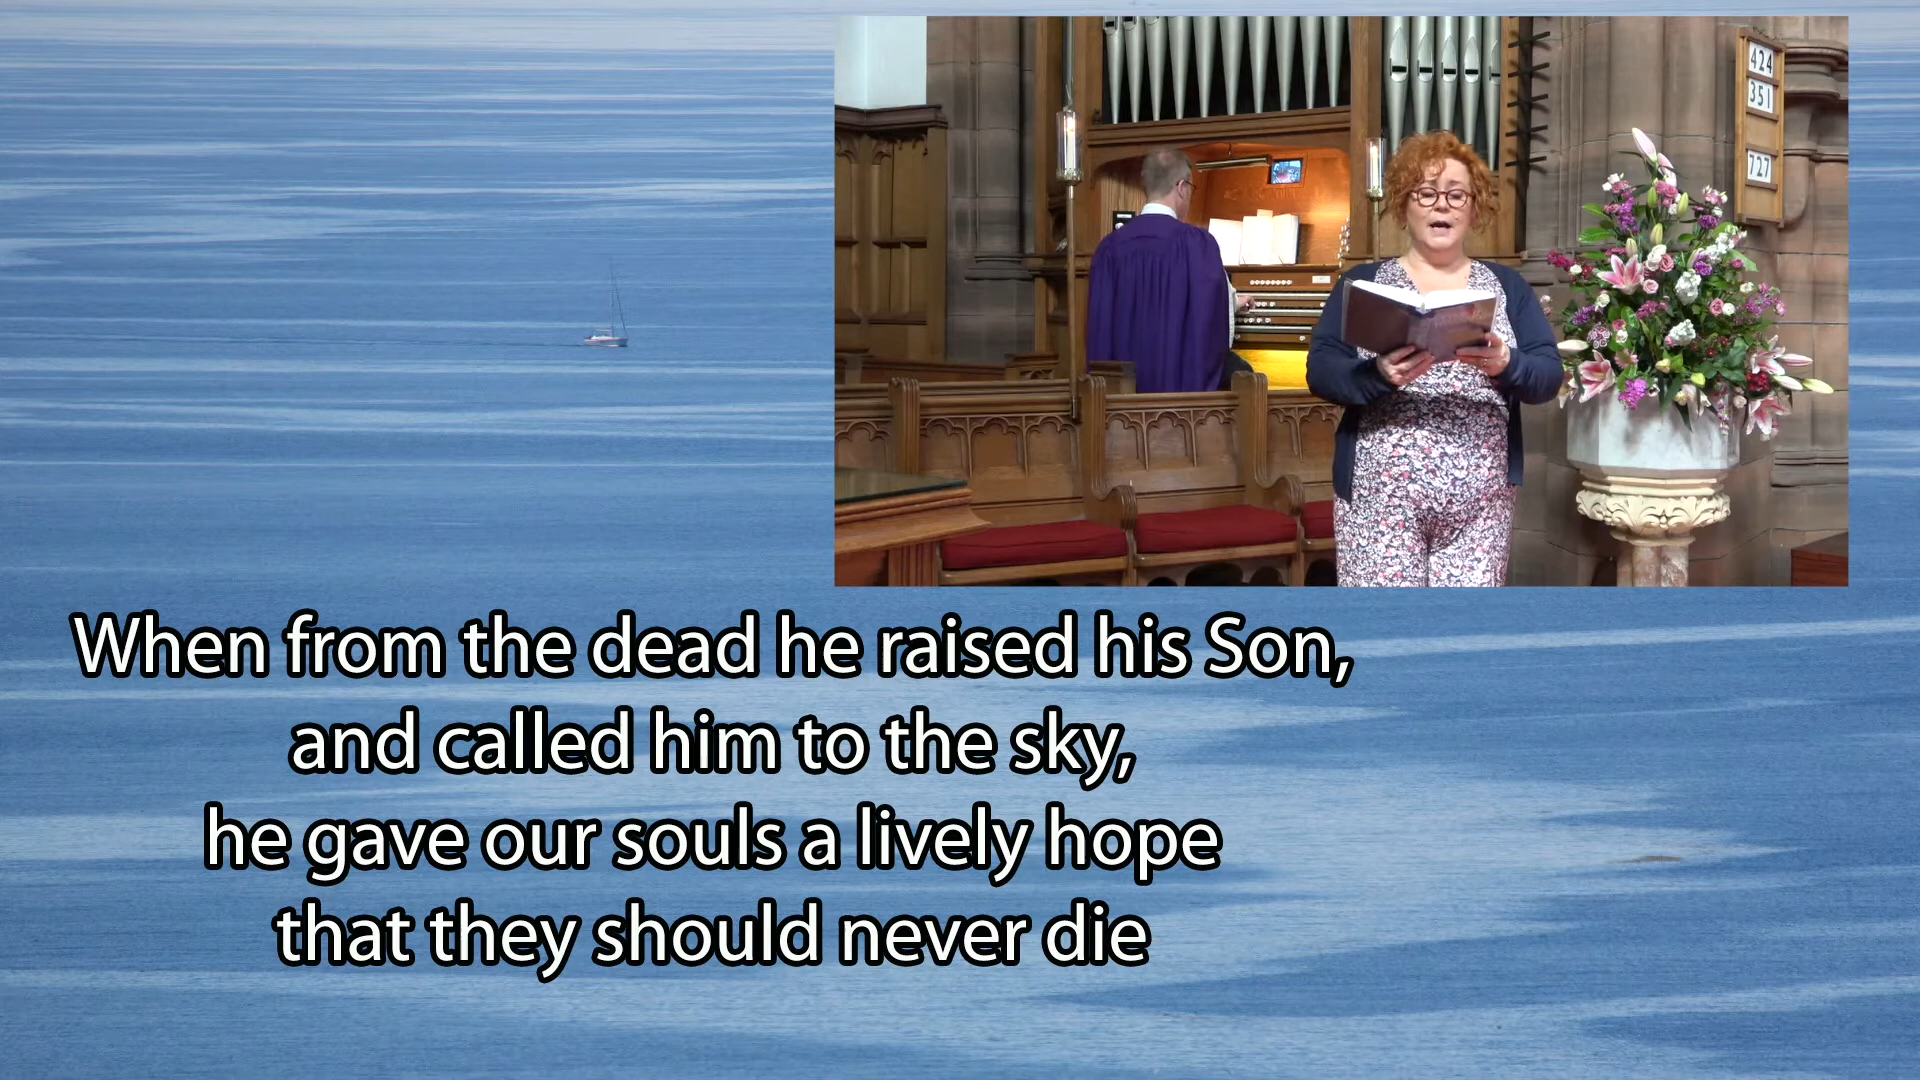 424
351
727
When from the dead he raised his Son,
and called him to the sky,
he gave our souls a lively hope
that they should never die